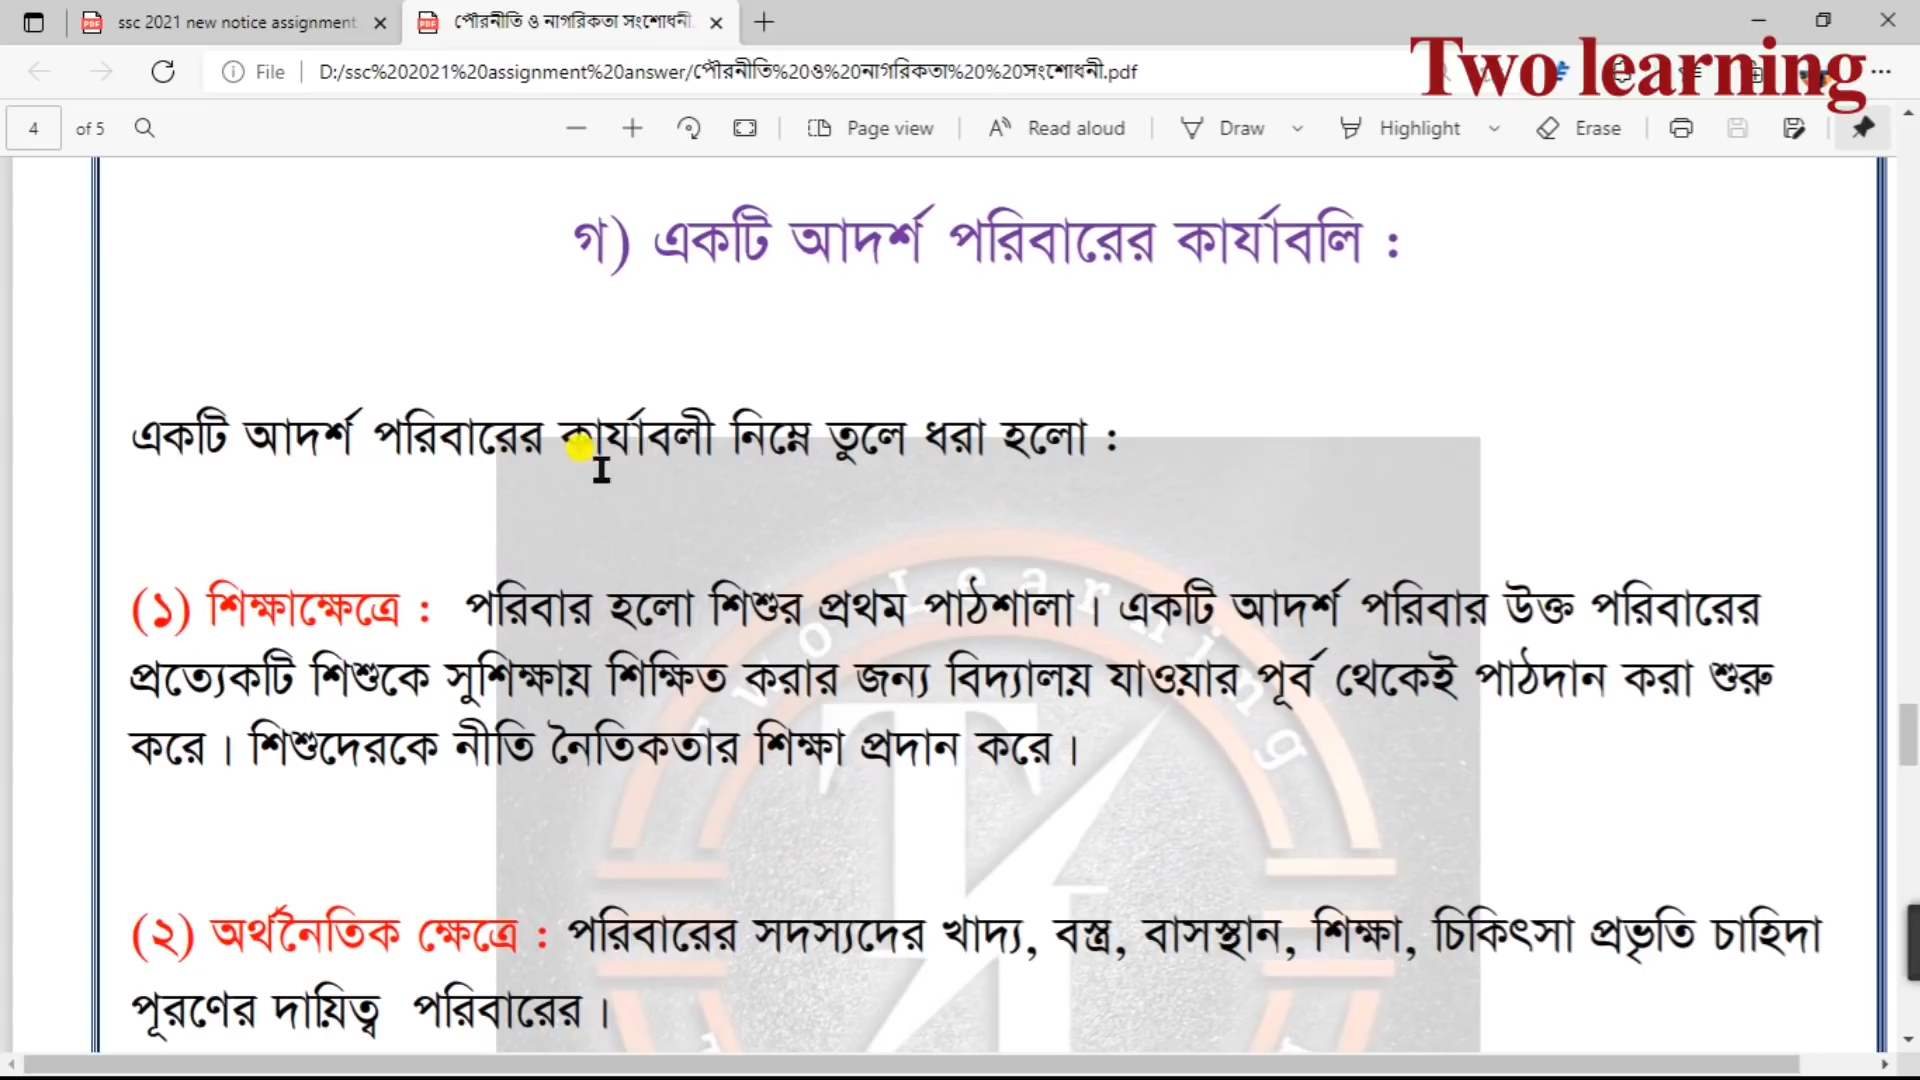 ssc 2021 new notice assignment
পৌরনীতি ও নাগরিকতা সংশোধনী
File
D:/ssc%202021%20assignment%20answer/পৌরনীতি%20ও%20নাগরিকতা%20%20সংশোধনী.pdf
Two learning
4 of 5
Page view
Read aloud
Draw
Highlight
Erase
গ) একটি আদর্শ পরিবারের কার্যাবলি :
একটি আদর্শ পরিবারের কার্যাবলী নিম্নে তুলে ধরা হলো :
(১) শিক্ষাক্ষেত্রে : পরিবার হলো শিশুর প্রথম পাঠশালা। একটি আদর্শ পরিবার উক্ত পরিবারের
প্রত্যেকটি শিশুকে সুশিক্ষায় শিক্ষিত করার জন্য বিদ্যালয় যাওয়ার পূর্ব থেকেই পাঠদান করা শুরু
করে। শিশুদেরকে নীতি নৈতিকতার শিক্ষা প্রদান করে।
(২) অর্থনৈতিক ক্ষেত্রে : পরিবারের সদস্যদের খাদ্য, বস্ত্র, বাসস্থান, শিক্ষা, চিকিৎসা প্রভৃতি চাহিদা
পূরণের দায়িত্ব পরিবারের।
Two Learning